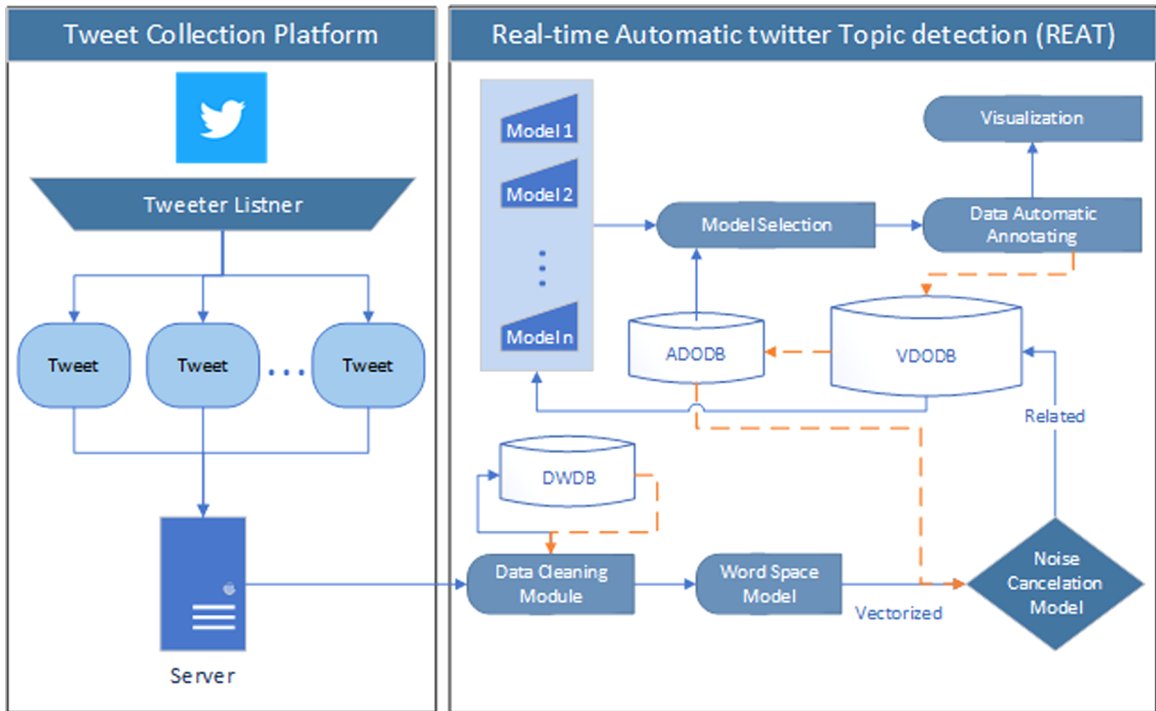 Tweet Collection Platform
Tweeter Listner
Tweet
Tweet
...
Tweet
Server
Real-time Automatic twitter Topic detection (REAT)
Model 1
Model 2
Model n
Model Selection
Visualization
Data Automatic
Annotating
ADODB
VDODB
Related
DWDB
Data Cleaning
Module
Word Space
Model
Vectorized
Noise
Cancelation
Model